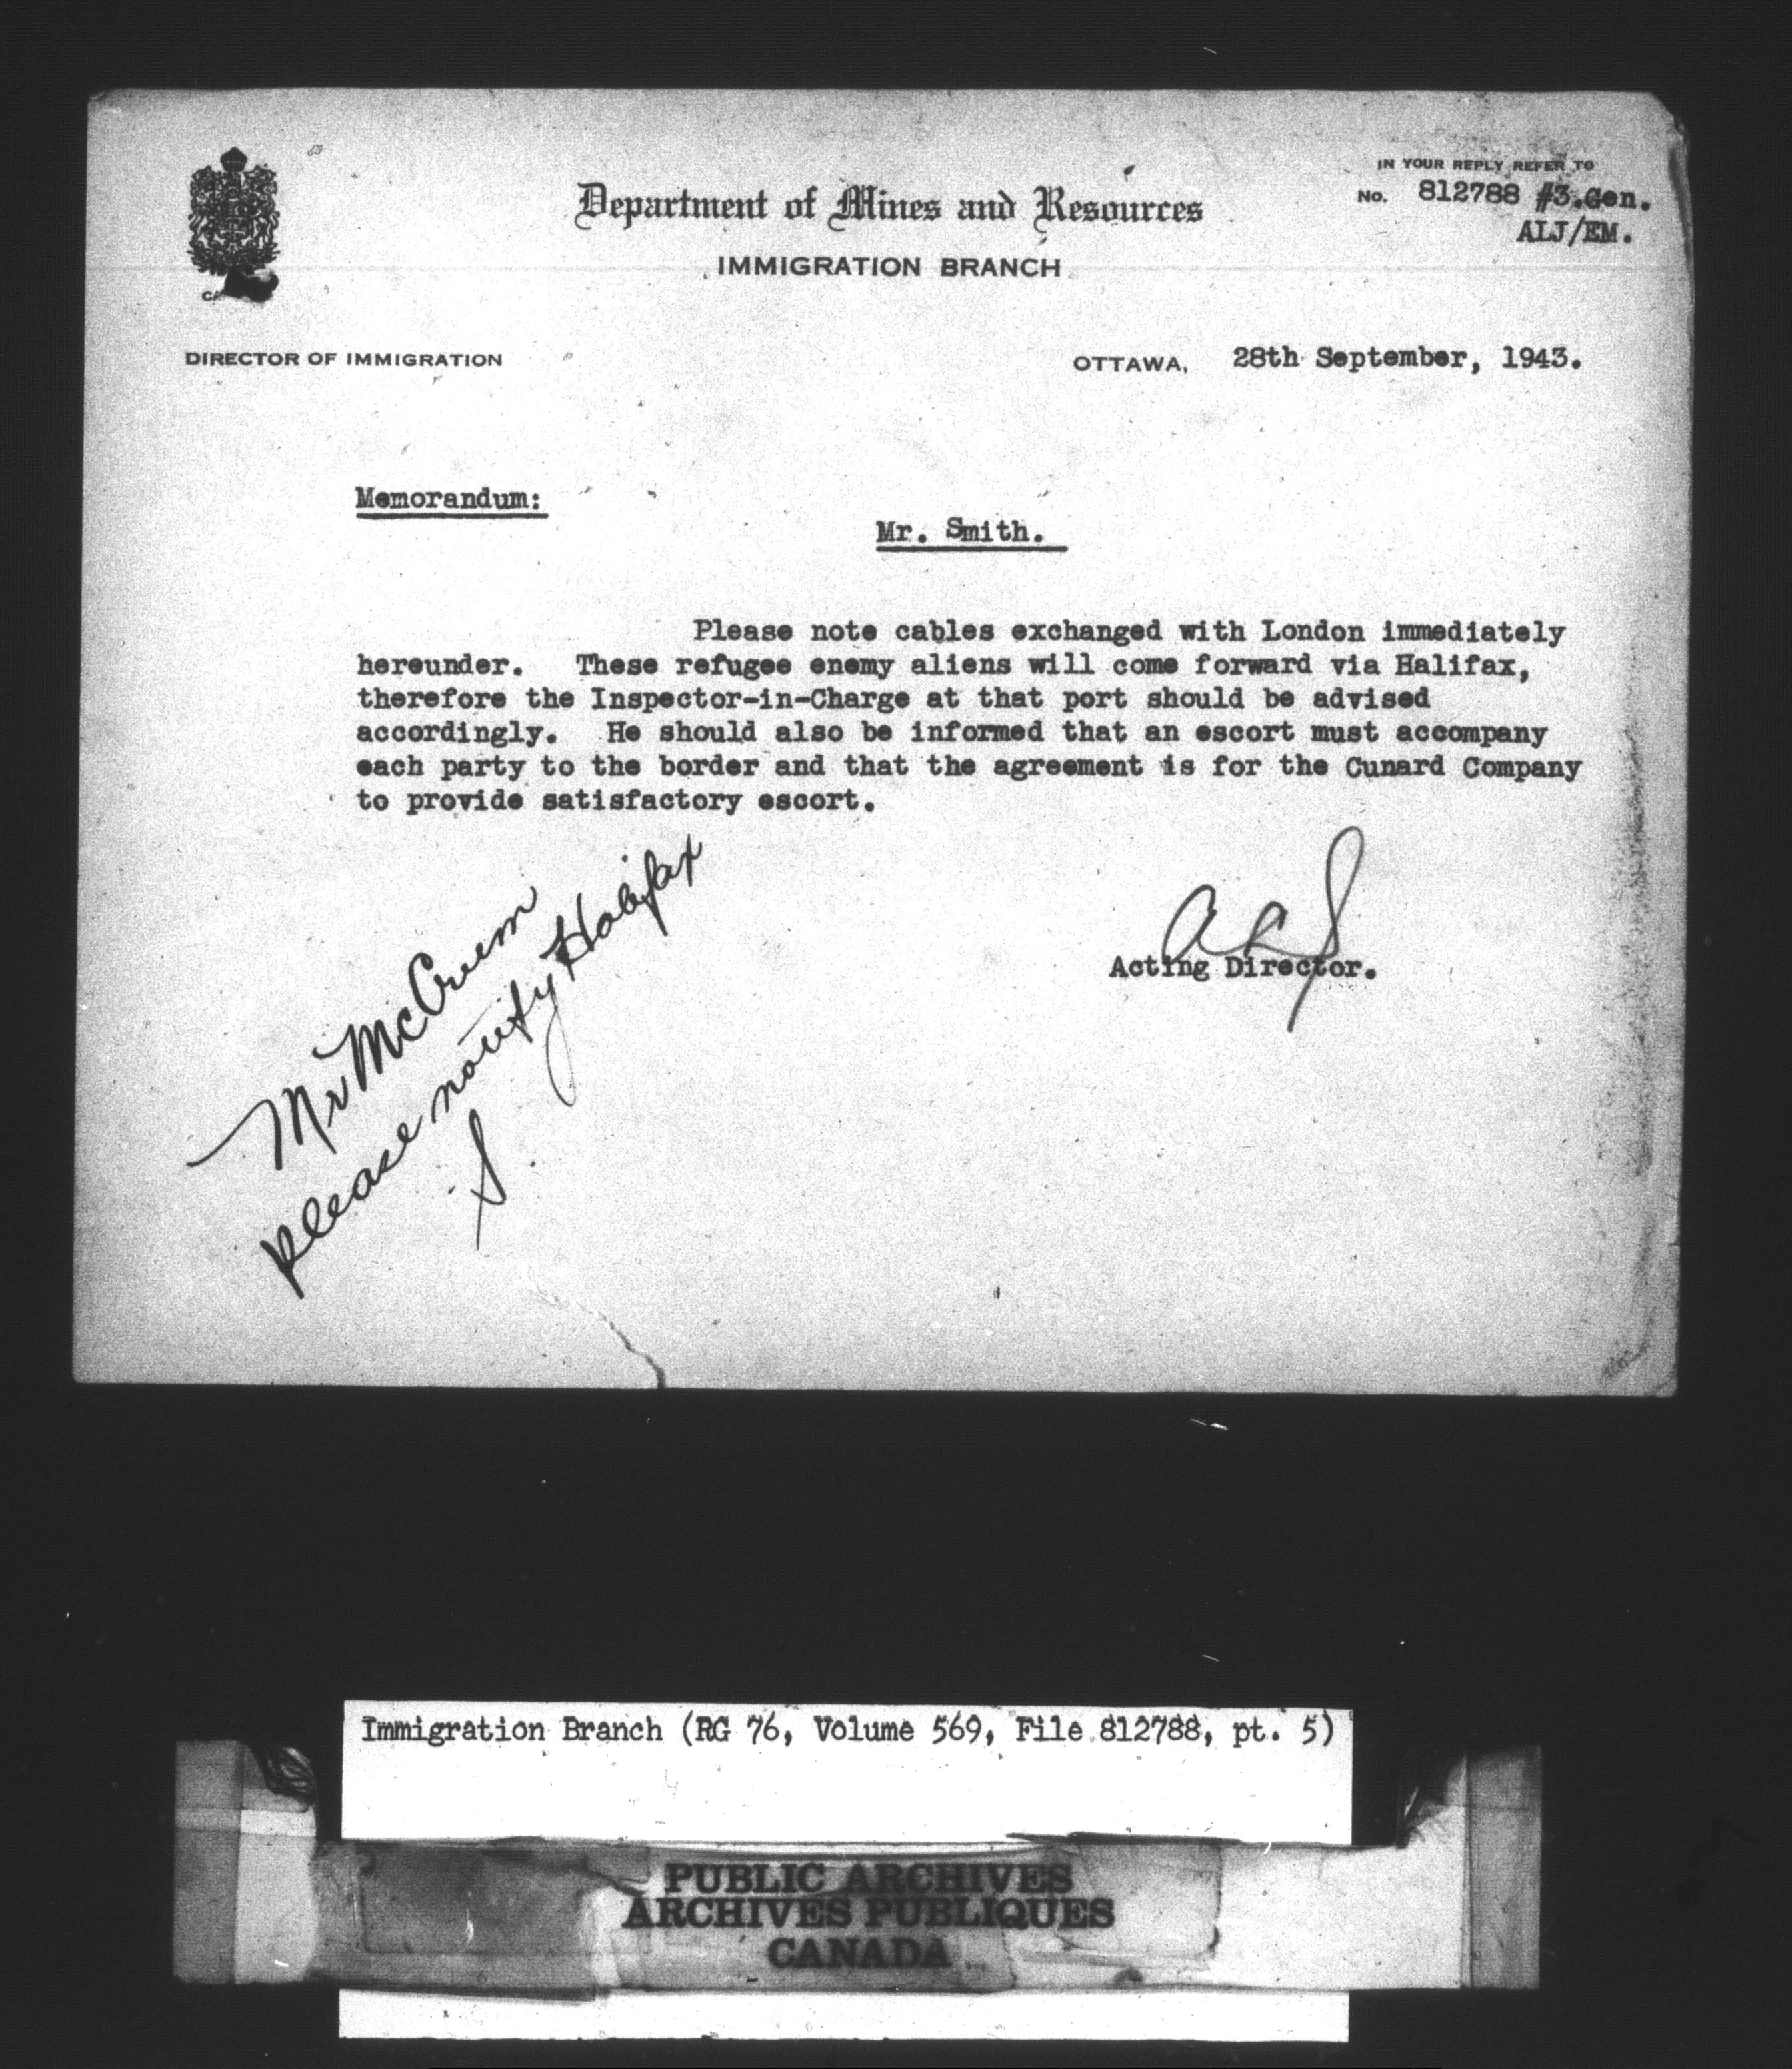 IN YOUR REPLY REFER TO
No. 812788 #3.Gen.
ALJ/EM.
Department of Mines and Resources
IMMIGRATION BRANCH
DIRECTOR OF IMMIGRATION
OTTAWA, 28th September, 1943.
Memorandum:
Mr. Smith.
Please note cables exchanged with London immediately
hereunder. These refugee enemy aliens will come forward via Halifax,
therefore the Inspector-in-Charge at that port should be advised
accordingly. He should also be informed that an escort must accompany
each party to the border and that the agreement is for the Cunard Company
to provide satisfactory escort.
Acting Director.
Mr McCrum
please notify Halifax
S.
Immigration Branch (RG 76, Volume 569, File 812788, pt. 5)
PUBLIC ARCHIVES
ARCHIVES PUBLIQUES
CANADA